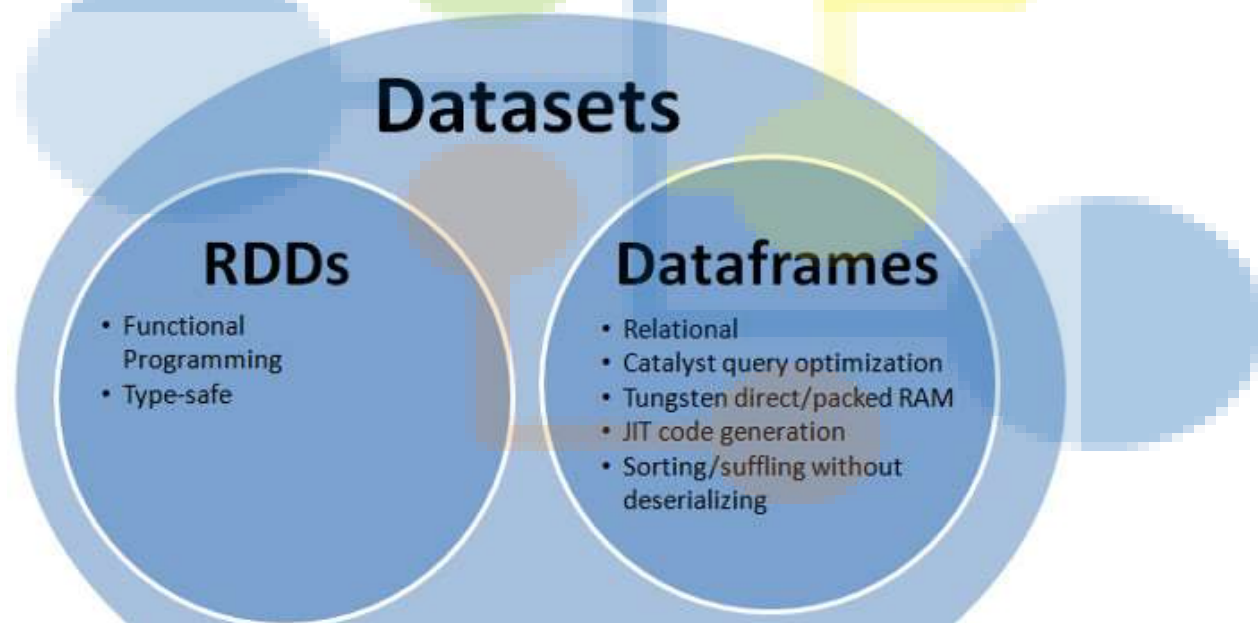 Datasets
RDDs
• Functional
Programming
• Type-safe
Dataframes
• Relational
• Catalyst query optimization
• Tungsten direct/packed RAM
• JIT code generation
• Sorting/suffling without
deserializing